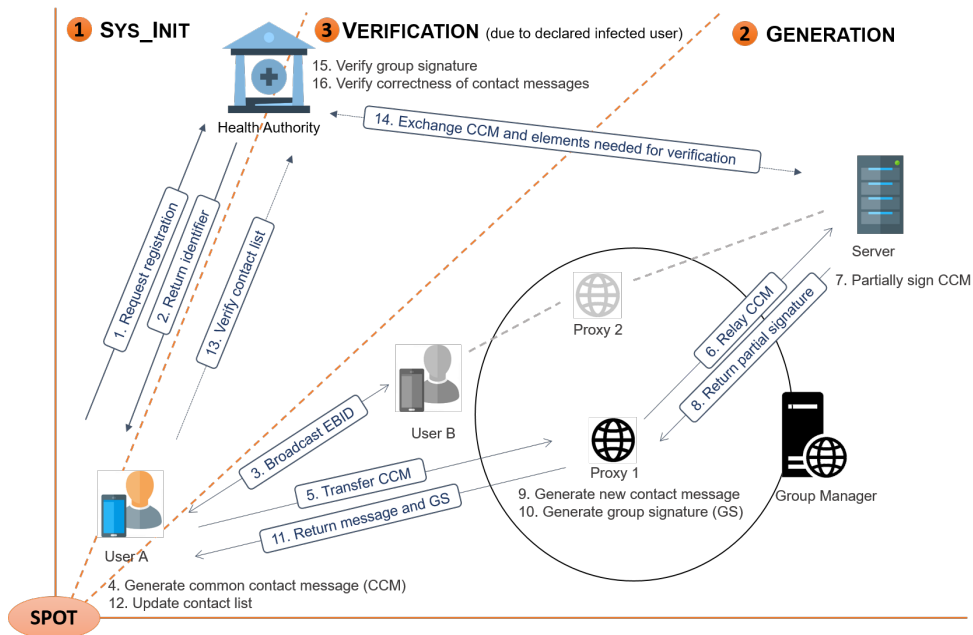 1 SYS_INIT
3 VERIFICATION (due to declared infected user)
2 GENERATION
15. Verify group signature
16. Verify correctness of contact messages
Health Authority
14. Exchange CCM and elements needed for verification
1. Request registration
2. Return identifier
13. Verify contact list
Server
7. Partially sign CCM
Proxy 2
6. Relay CCM
8. Return partial signature
3. Broadcast EBID
User B
5. Transfer CCM
Proxy 1
9. Generate new contact message
10. Generate group signature (GS)
Group Manager
11. Return message and GS
User A
4. Generate common contact message (CCM)
12. Update contact list
SPOT